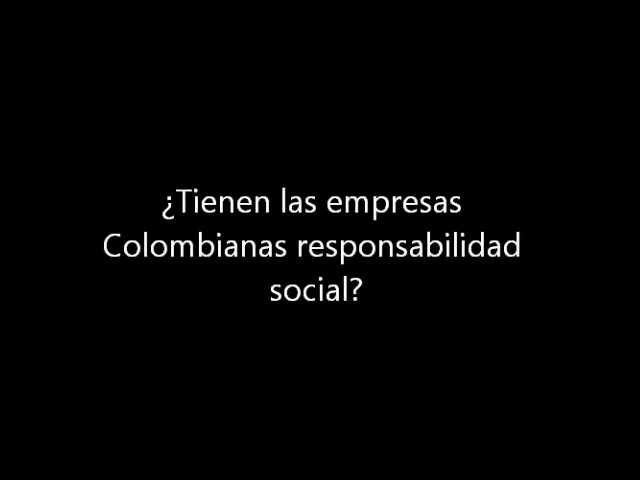 ¿Tienen las empresas
Colombianas responsabilidad
social?